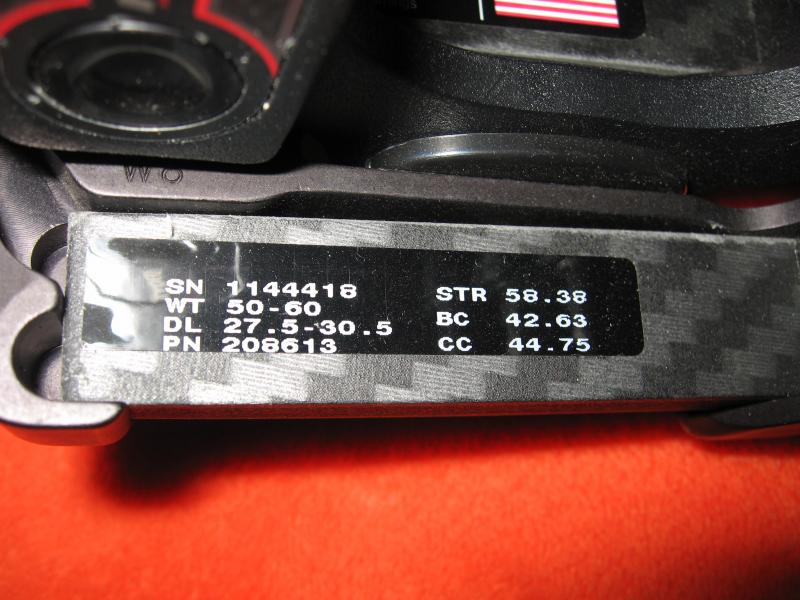 W8
SN 1144418
WT 50-60
DL 27.5-30.5
PN 208613
STR 58.38
BC 42.63
CC 44.75